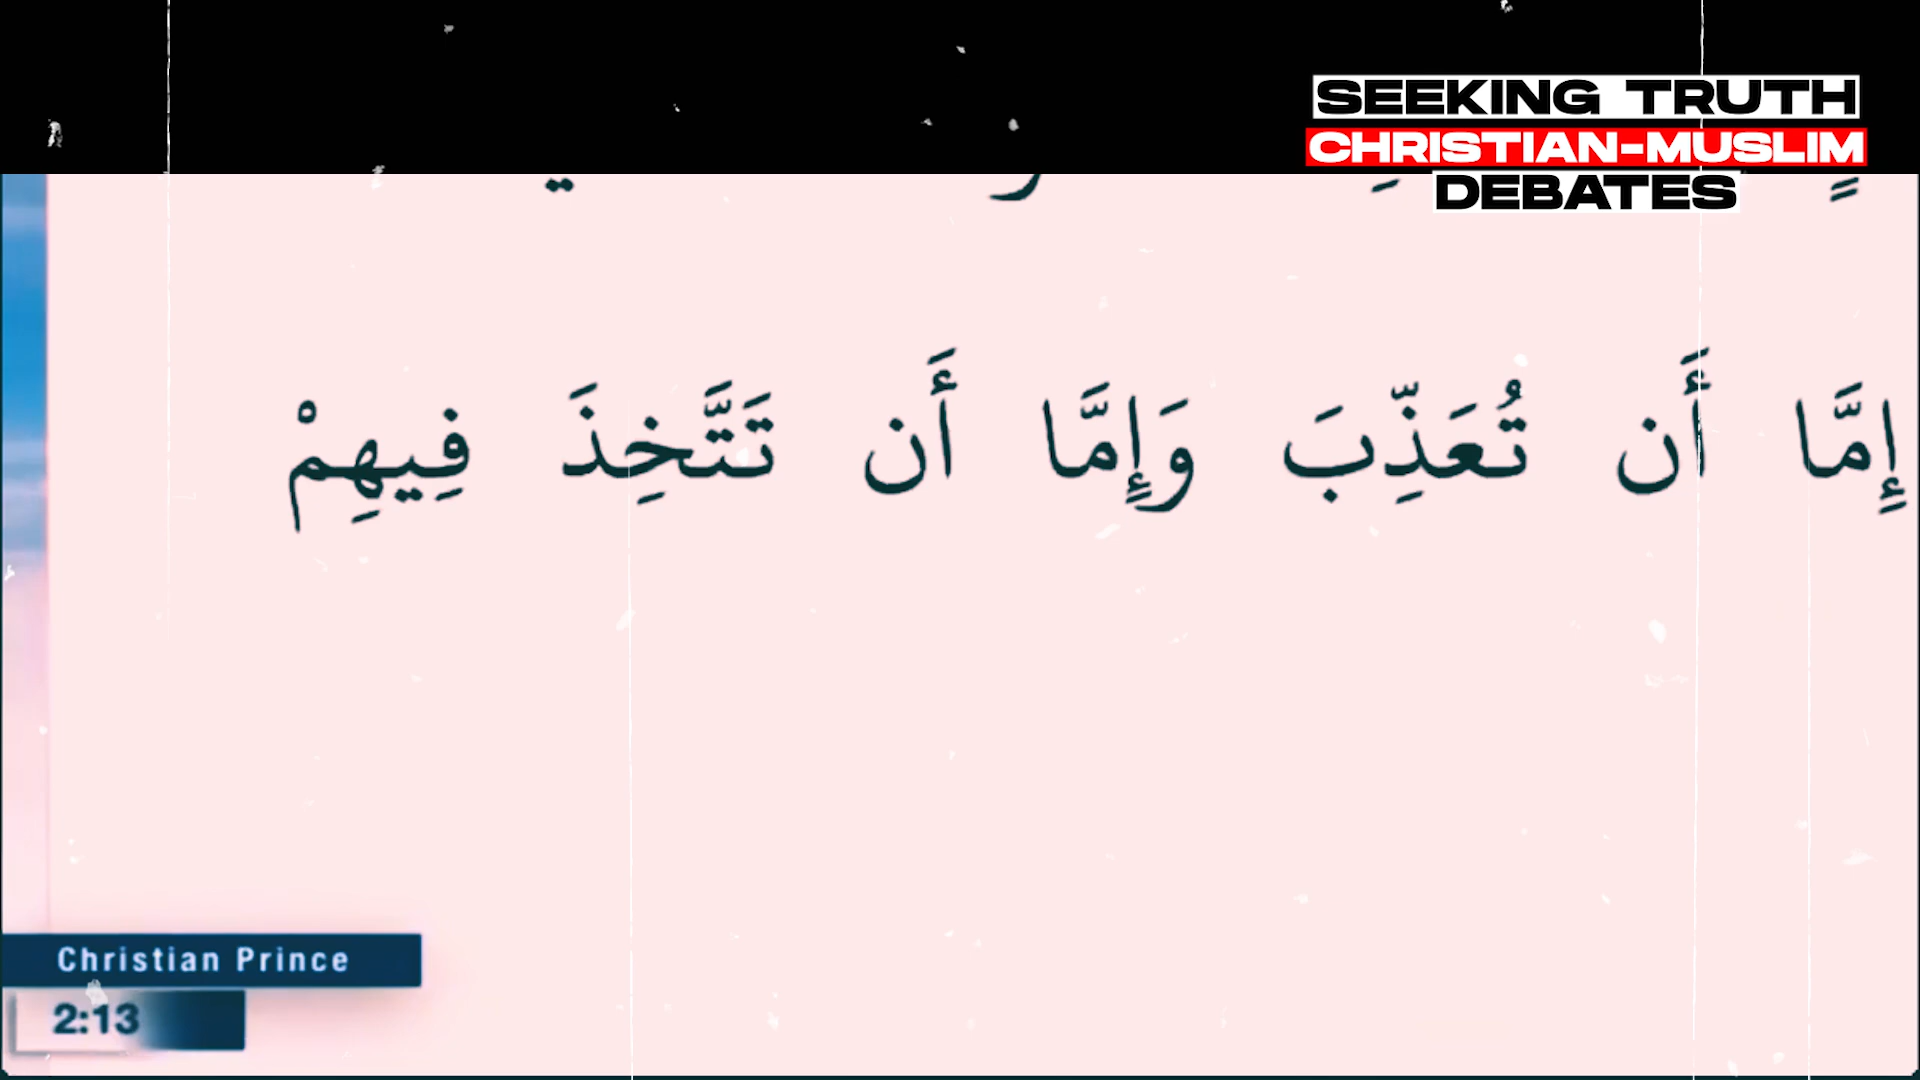 SEEKING TRUTH
CHRISTIAN-MUSLIM
DEBATES
إِمَّا أَن تُعَذِّبَ وَإِمَّا أَن تَتَّخِذَ فِيهِمْ
Christian Prince
2:13